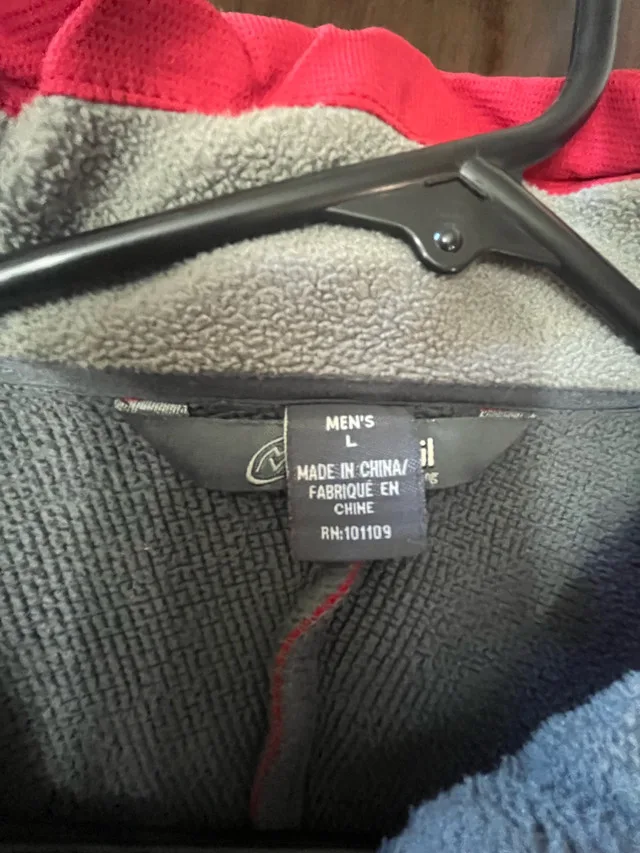 MEN'S
L
MADE IN CHINA/
FABRIQUÉ EN
CHINE
RN:101109